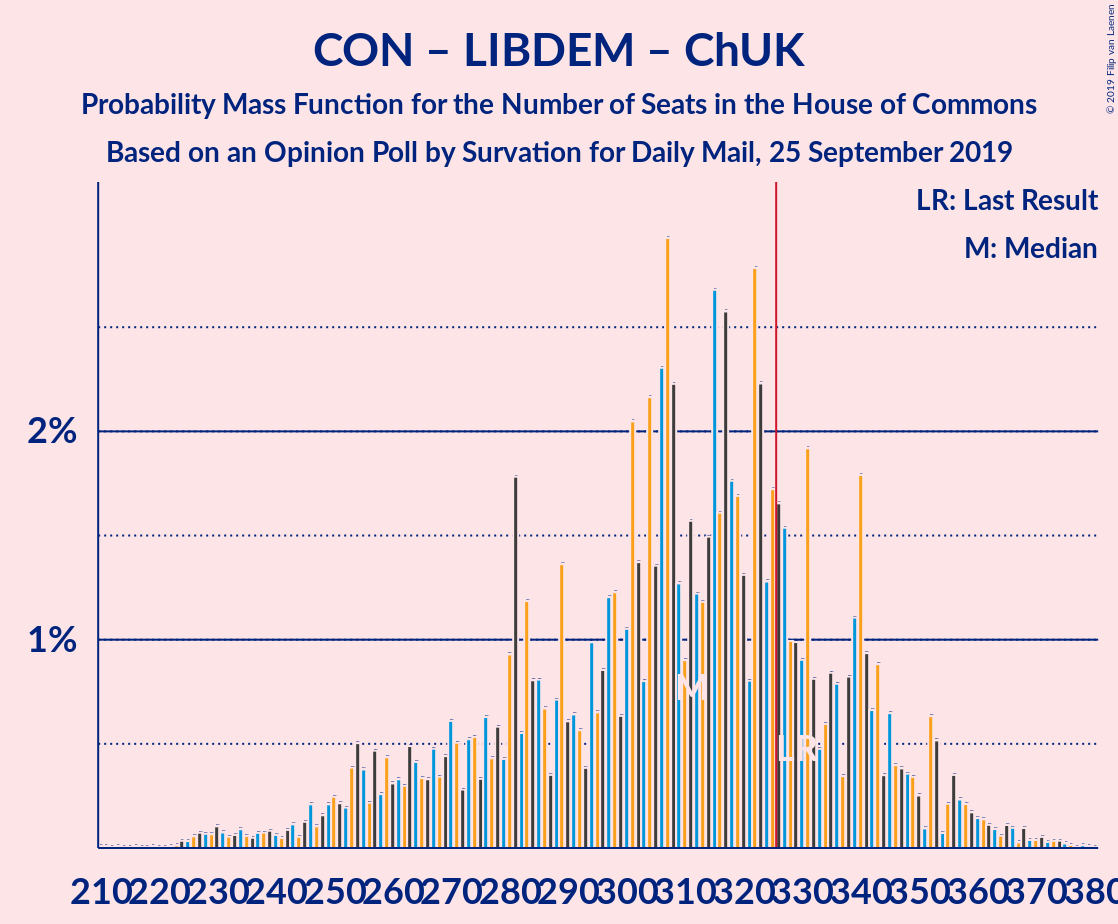 CON – LIBDEM – ChUK
Probability Mass Function for the Number of Seats in the House of Commons
Based on an Opinion Poll by Survation for Daily Mail, 25 September 2019
© 2019 Filip van Laenen
LR: Last Result
M: Median
2%
1%
M
LR
210 220 230 240 250 260 270 280 290 300 310 320 330 340 350 360 370 380